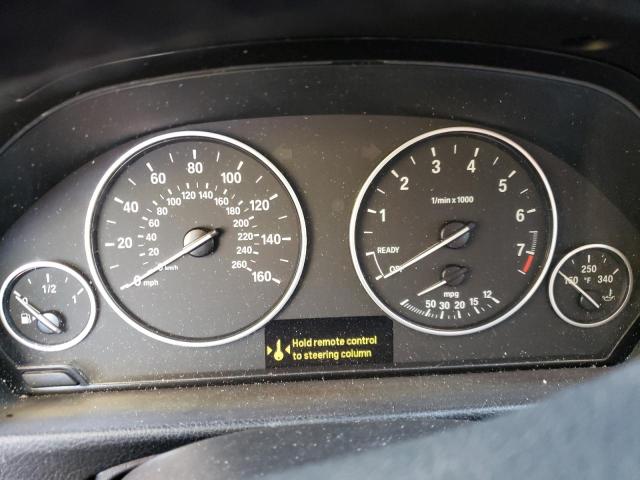 0 1/2 1
0 20 40 60 80 100 120 140 160
mph
20 40 60 80 100 120 140 160 180 200 220 240 260
km/h
1 2 3 4 5 6 7
1/min x 1000
READY
50 30 20 15 12
mpg
250
°F 340
Hold remote control
to steering column